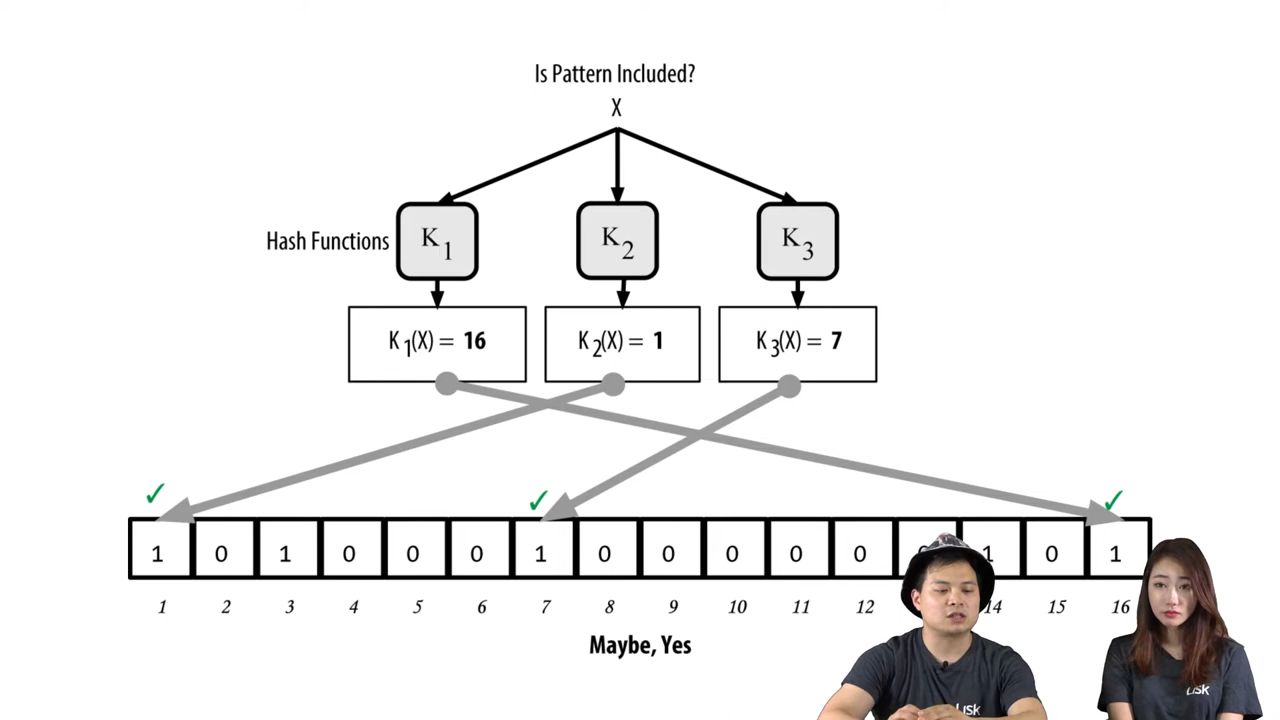 Is Pattern Included?
X
Hash Functions
K1
K2
K3
K1(X) = 16
K2(X) = 1
K3(X) = 7
✓ ✓ ✓
1 0 1 0 0 0 1 0 0 0 0 0 1 0 1
1 2 3 4 5 6 7 8 9 10 11 12 14 15 16
Maybe, Yes
Lısk
Lısk